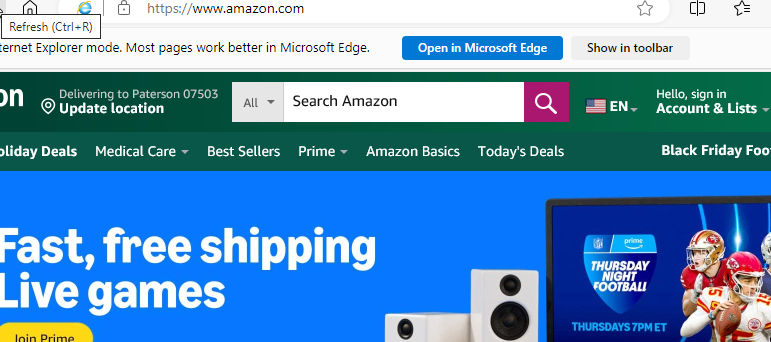 https://www.amazon.com
Refresh (Ctrl+R)
ternet Explorer mode. Most pages work better in Microsoft Edge.
Open in Microsoft Edge
Show in toolbar
on
Delivering to Paterson 07503
Update location
All
Search Amazon
EN
Hello, sign in
Account & Lists
oliday Deals
Medical Care
Best Sellers
Prime
Amazon Basics
Today's Deals
Black Friday Foo
Fast, free shipping
Live games
Join Prime
NFL
prime
THURSDAY
NIGHT
FOOTBALL
THURSDAYS 7PM ET
15